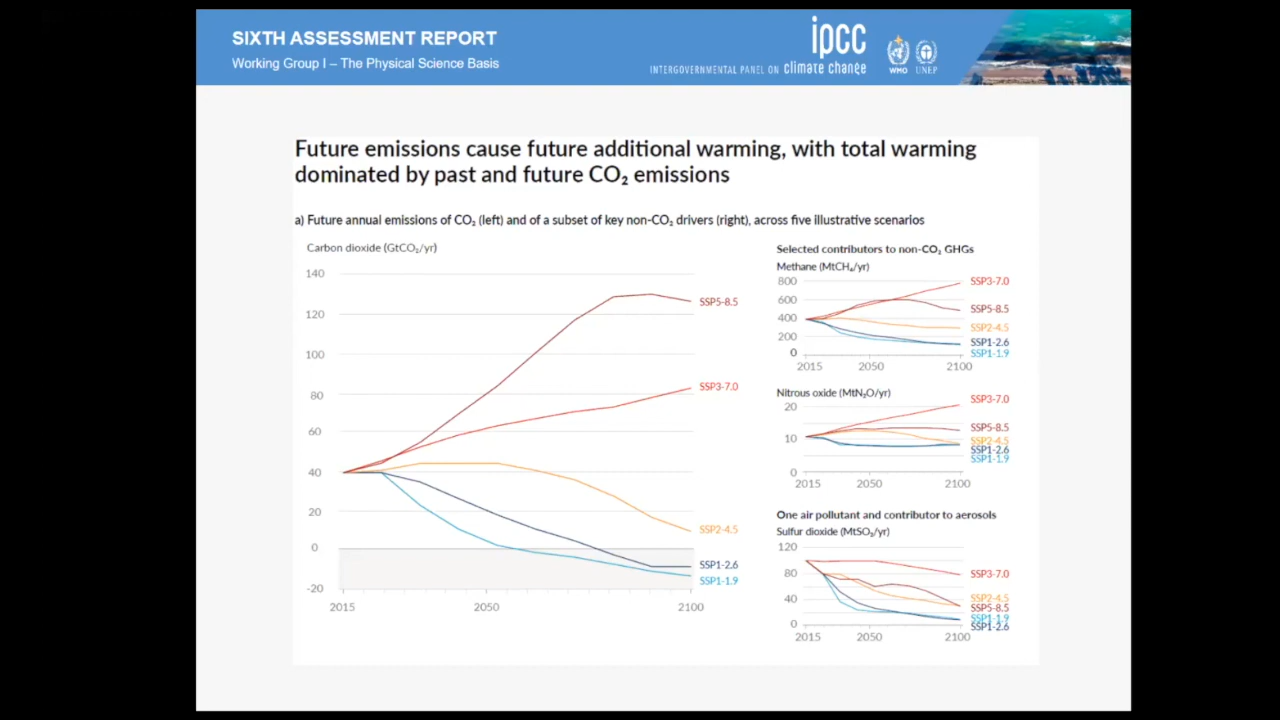 SIXTH ASSESSMENT REPORT
Working Group I – The Physical Science Basis
ipcc
INTERGOVERNMENTAL PANEL ON climate change
WMO
UNEP
Future emissions cause future additional warming, with total warming
dominated by past and future CO₂ emissions
a) Future annual emissions of CO₂ (left) and of a subset of key non-CO₂ drivers (right), across five illustrative scenarios
Carbon dioxide (GtCO₂/yr)
140
120
100
80
60
40
20
0
-20
2015
2050
2100
SSP5-8.5
SSP3-7.0
SSP2-4.5
SSP1-2.6
SSP1-1.9
Selected contributors to non-CO₂ GHGs
Methane (MtCH₄/yr)
800
600
400
200
0
2015
2050
2100
SSP3-7.0
SSP5-8.5
SSP2-4.5
SSP1-2.6
SSP1-1.9
Nitrous oxide (MtN₂O/yr)
20
10
0
2015
2050
2100
SSP3-7.0
SSP5-8.5
SSP2-4.5
SSP1-2.6
SSP1-1.9
One air pollutant and contributor to aerosols
Sulfur dioxide (MtSO₂/yr)
120
80
40
0
2015
2050
2100
SSP3-7.0
SSP2-4.5
SSP5-8.5
SSP1-1.9
SSP1-2.6